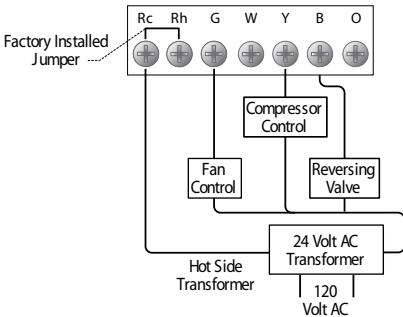 Rc Rh G W Y B O
Factory Installed
Jumper
Compressor
Control
Fan
Control
Reversing
Valve
24 Volt AC
Transformer
Hot Side
Transformer
120
Volt AC